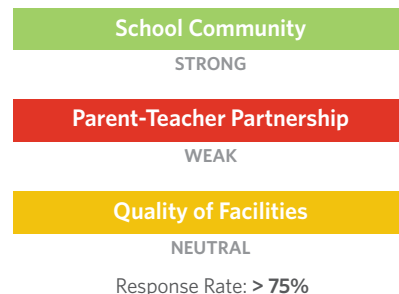 School Community
STRONG
Parent-Teacher Partnership
WEAK
Quality of Facilities
NEUTRAL
Response Rate: > 75%